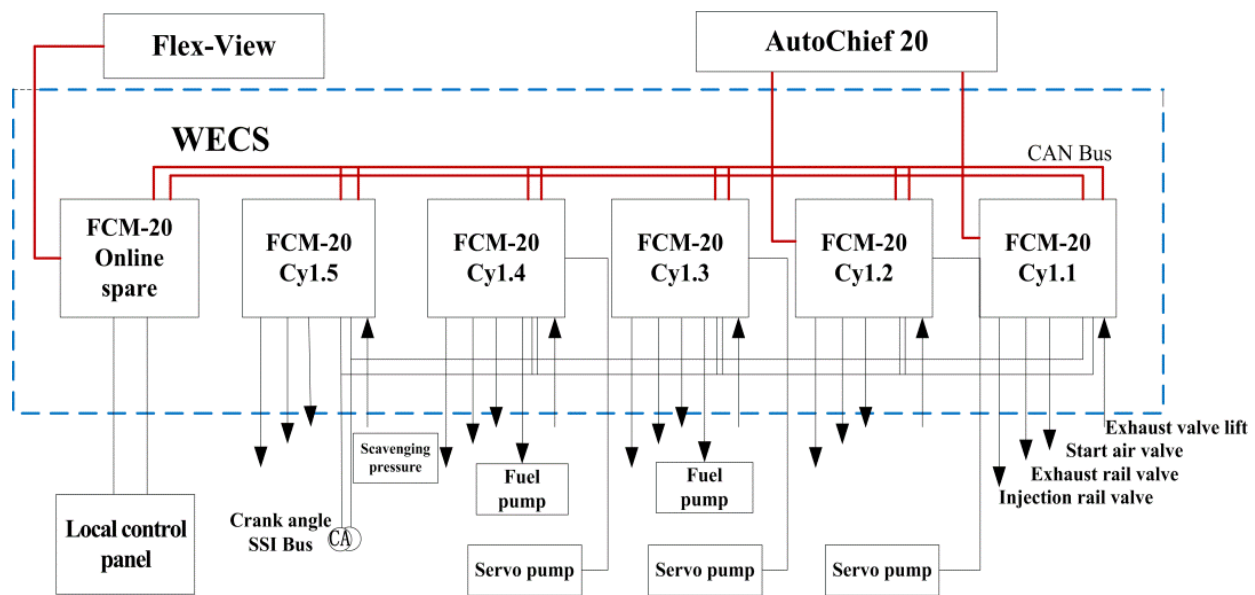 Flex-View
AutoChief 20
WECS
CAN Bus
FCM-20
Online
spare
FCM-20
Cy1.5
FCM-20
Cy1.4
FCM-20
Cy1.3
FCM-20
Cy1.2
FCM-20
Cy1.1
Scavenging
pressure
Exhaust valve lift
Start air valve
Exhaust rail valve
Injection rail valve
Fuel
pump
Fuel
pump
Local control
panel
Crank angle
SSI Bus
CA
Servo pump
Servo pump
Servo pump